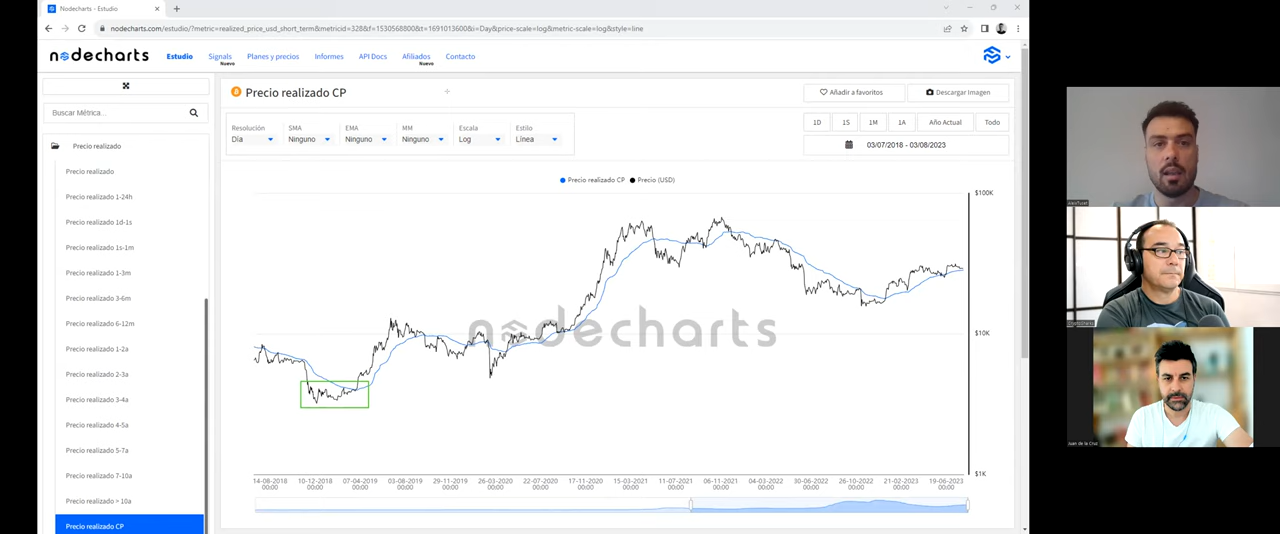 Nodecharts - Estudio
nodecharts.com/estudio/?metric=realized_price_usd_short_term&metricid=328&f=1530568800&t=1691013600&i=Day&price-scale=log&metric-scale=log&style=line
nodecharts
Estudio
Signals
Nuevo
Planes y precios
Informes
API Docs
Afiliados
Nuevo
Contacto
Buscar Métrica...
Precio realizado
Precio realizado
Precio realizado 1-24h
Precio realizado 1d-1s
Precio realizado 1s-1m
Precio realizado 1-3m
Precio realizado 3-6m
Precio realizado 6-12m
Precio realizado 1-2a
Precio realizado 2-3a
Precio realizado 3-4a
Precio realizado 4-5a
Precio realizado 5-7a
Precio realizado 7-10a
Precio realizado > 10a
Precio realizado CP
Precio realizado CP
Añadir a favoritos
Descargar Imagen
Resolución
Día
SMA
Ninguno
EMA
Ninguno
MM
Ninguno
Escala
Log
Estilo
Línea
1D
1S
1M
1A
Año Actual
Todo
03/07/2018 - 03/08/2023
Precio realizado CP
Precio (USD)
$100K
$10K
$1K
nodecharts
14-08-2018 10-12-2018 07-04-2019 03-08-2019 29-11-2019 26-03-2020 22-07-2020 17-11-2020 15-03-2021 11-07-2021 06-11-2021 04-03-2022 30-06-2022 26-10-2022 21-02-2023 19-06-2023
00:00 00:00 00:00 00:00 00:00 00:00 00:00 00:00 00:00 00:00 00:00 00:00 00:00 00:00 00:00 00:00
Juan de la Cruz